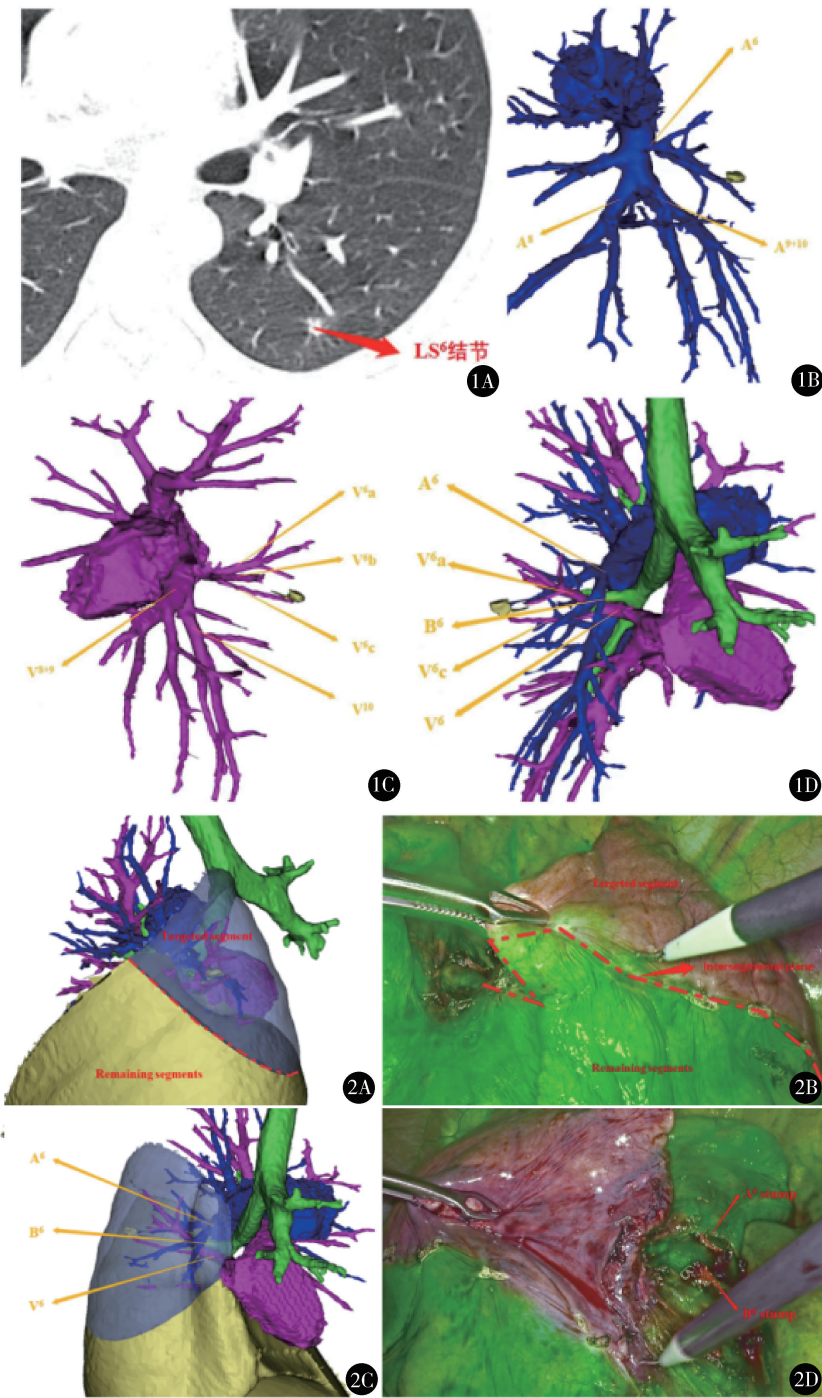 LS⁶结节
1A
A⁶
A⁸
A⁹⁺¹⁰
1B
V⁶a
V⁶b
V⁶c
V⁸⁺⁹
V¹⁰
1C
A⁶
V⁶a
B⁶
V⁶c
V⁶
1D
Targeted segment
Remaining segments
2A
Targeted segment
Remaining segments
2B
A⁶
B⁶
V⁶
2C
A⁶ stump
B⁶ stump
2D